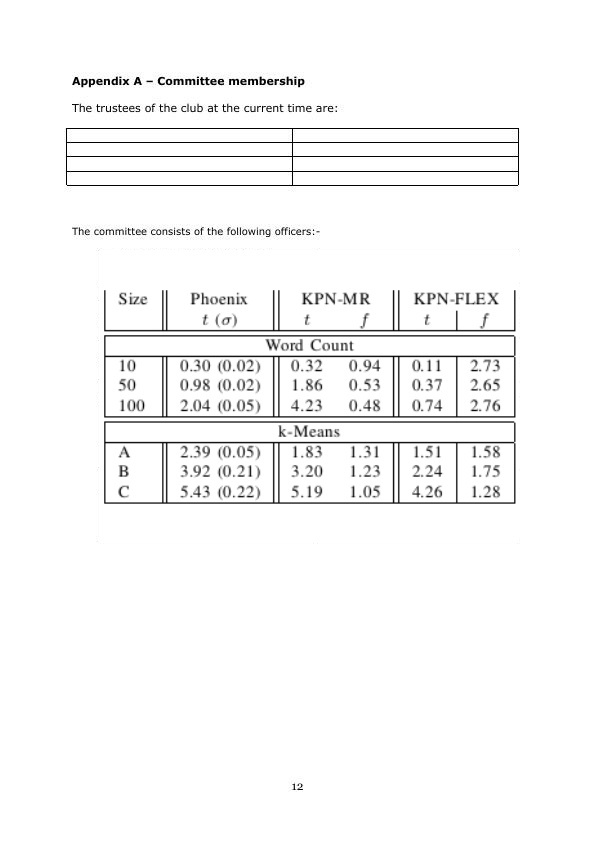 Appendix A – Committee membership
The trustees of the club at the current time are:
The committee consists of the following officers:-
Size Phoenix KPN-MR KPN-FLEX
t (σ) t f t f
Word Count
10 0.30 (0.02) 0.32 0.94 0.11 2.73
50 0.98 (0.02) 1.86 0.53 0.37 2.65
100 2.04 (0.05) 4.23 0.48 0.74 2.76
k-Means
A 2.39 (0.05) 1.83 1.31 1.51 1.58
B 3.92 (0.21) 3.20 1.23 2.24 1.75
C 5.43 (0.22) 5.19 1.05 4.26 1.28
12